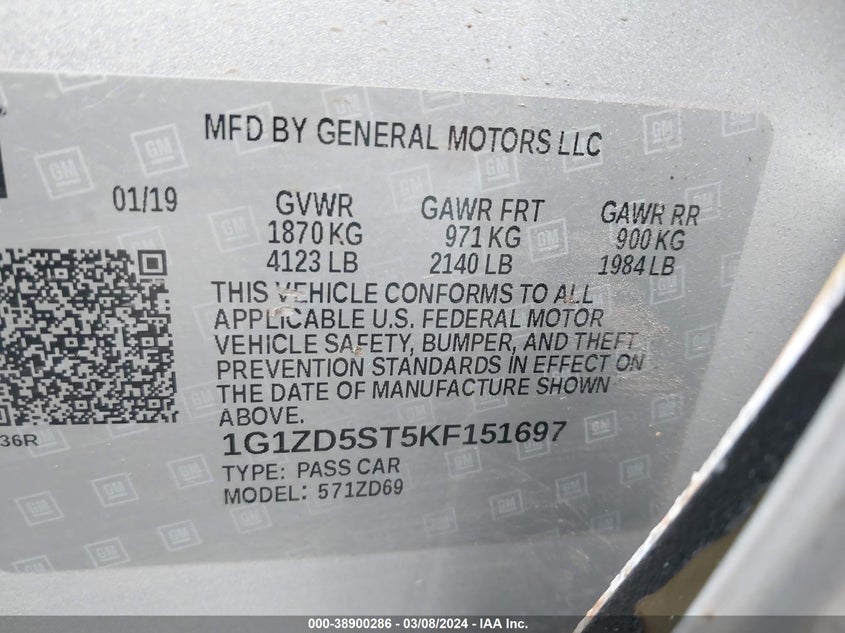 MFD BY GENERAL MOTORS LLC
01/19
GVWR GAWR FRT GAWR RR
1870 KG 971 KG 900 KG
4123 LB 2140 LB 1984 LB
THIS VEHICLE CONFORMS TO ALL
APPLICABLE U.S. FEDERAL MOTOR
VEHICLE SAFETY, BUMPER, AND THEFT
PREVENTION STANDARDS IN EFFECT ON
THE DATE OF MANUFACTURE SHOWN
ABOVE.
36R
1G1ZD5ST5KF151697
TYPE: PASS CAR
MODEL: 571ZD69
000-38900286 - 03/08/2024 - IAA Inc.